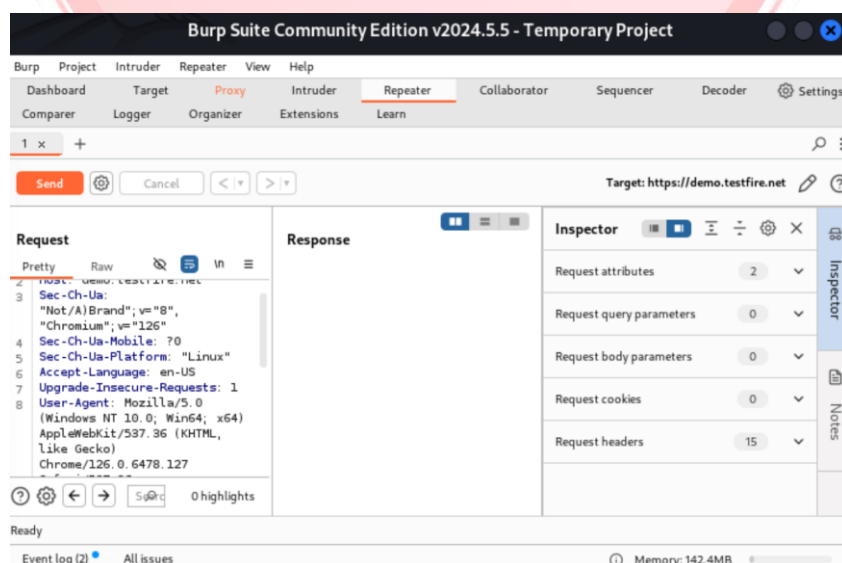 Burp Suite Community Edition v2024.5.5 - Temporary Project
Burp Project Intruder Repeater View Help
Dashboard Target Proxy Intruder Repeater Collaborator Sequencer Decoder Settings
Comparer Logger Organizer Extensions Learn
1 × +
Send Cancel < > Target: https://demo.testfire.net
Request
Pretty Raw \n
2 Host: demo.testfire.net
3 Sec-Ch-Ua:
"Not/A)Brand";v="8",
"Chromium";v="126"
4 Sec-Ch-Ua-Mobile: ?0
5 Sec-Ch-Ua-Platform: "Linux"
6 Accept-Language: en-US
7 Upgrade-Insecure-Requests: 1
8 User-Agent: Mozilla/5.0
(Windows NT 10.0; Win64; x64)
AppleWebKit/537.36 (KHTML,
like Gecko)
Chrome/126.0.6478.127
0 highlights
Response
Inspector
Request attributes 2
Request query parameters 0
Request body parameters 0
Request cookies 0
Request headers 15
Inspector
Notes
Ready
Event log (2) All issues Memory: 142.4MB